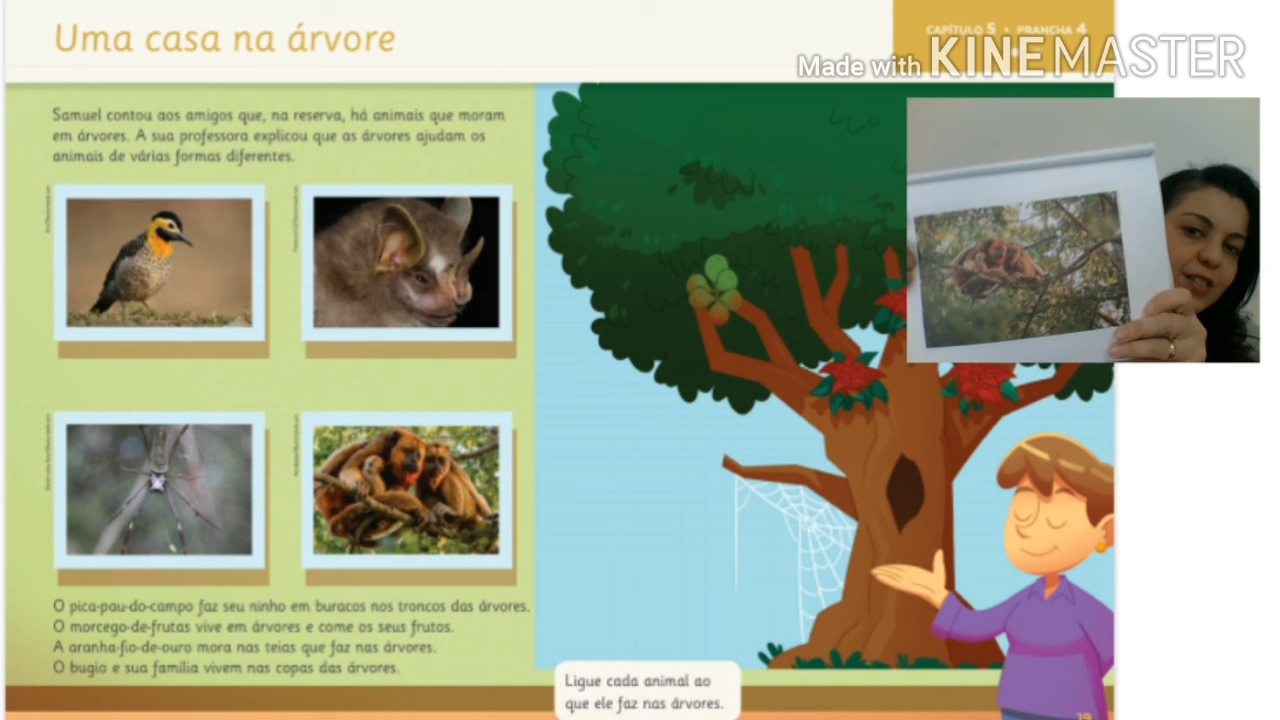 Uma casa na árvore
CAPÍTULO 5 • PRANCHA 4
Made with KINEMASTER
Samuel contou aos amigos que, na reserva, há animais que moram
em árvores. A sua professora explicou que as árvores ajudam os
animais de várias formas diferentes.
O pica-pau-do-campo faz seu ninho em buracos nos troncos das árvores.
O morcego-de-frutas vive em árvores e come os seus frutos.
A aranha-fio-de-ouro mora nas teias que faz nas árvores.
O bugio e sua família vivem nas copas das árvores.
Ligue cada animal ao
que ele faz nas árvores.
19